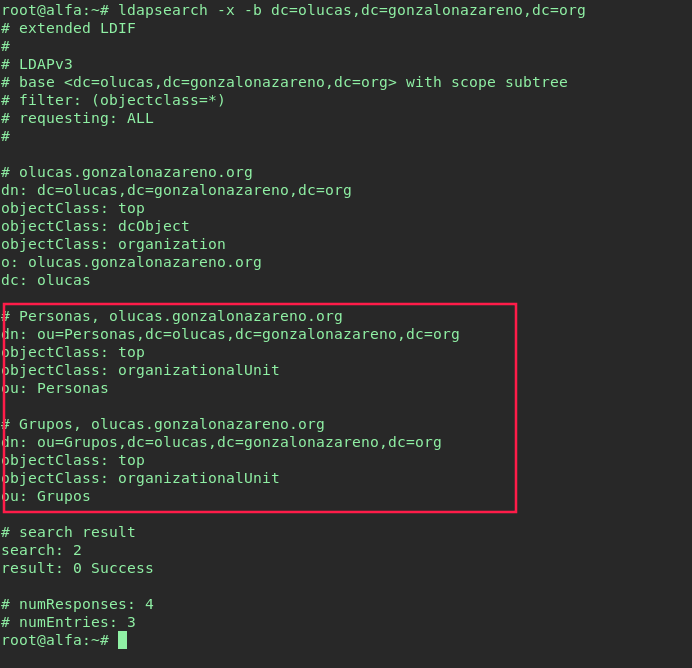 root@alfa:~# ldapsearch -x -b dc=olucas,dc=gonzalonazareno,dc=org
# extended LDIF
#
# LDAPv3
# base <dc=olucas,dc=gonzalonazareno,dc=org> with scope subtree
# filter: (objectclass=*)
# requesting: ALL
#
# olucas.gonzalonazareno.org
dn: dc=olucas,dc=gonzalonazareno,dc=org
objectClass: top
objectClass: dcObject
objectClass: organization
o: olucas.gonzalonazareno.org
dc: olucas
# Personas, olucas.gonzalonazareno.org
dn: ou=Personas,dc=olucas,dc=gonzalonazareno,dc=org
objectClass: top
objectClass: organizationalUnit
ou: Personas
# Grupos, olucas.gonzalonazareno.org
dn: ou=Grupos,dc=olucas,dc=gonzalonazareno,dc=org
objectClass: top
objectClass: organizationalUnit
ou: Grupos
# search result
search: 2
result: 0 Success
# numResponses: 4
# numEntries: 3
root@alfa:~#